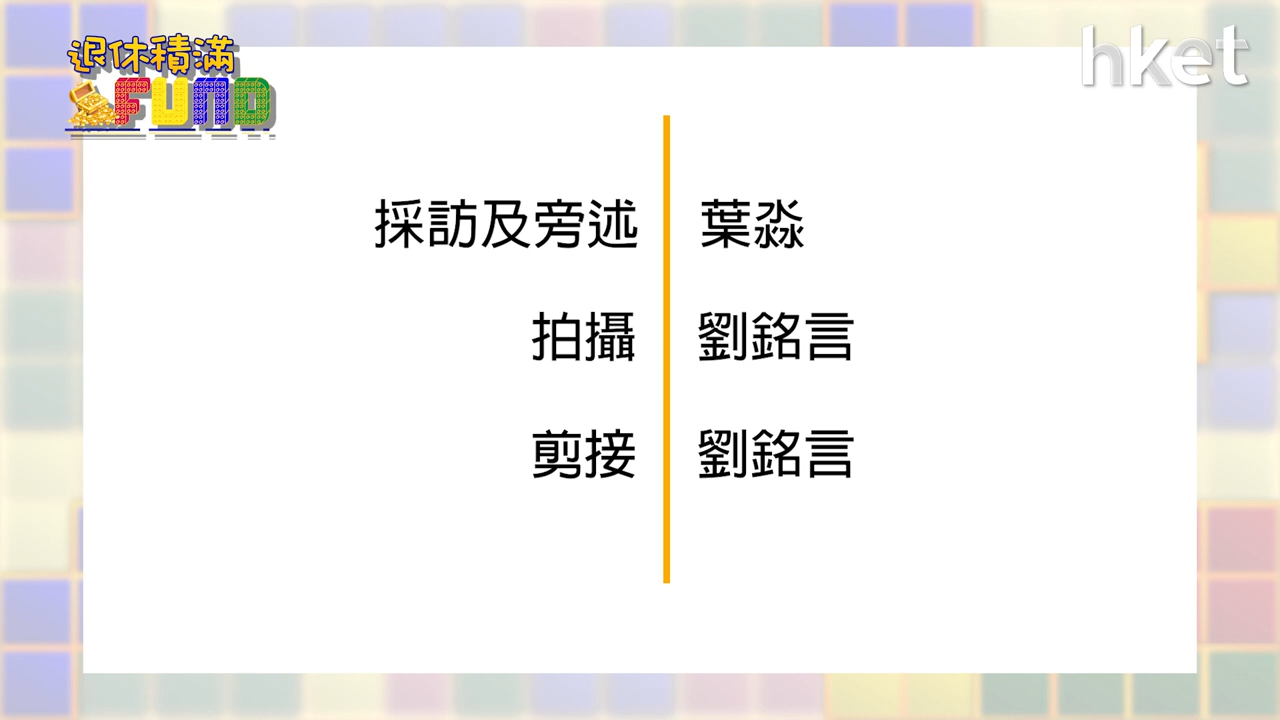 退休積滿
FUND
hket
採訪及旁述 葉淼
拍攝 劉銘言
剪接 劉銘言